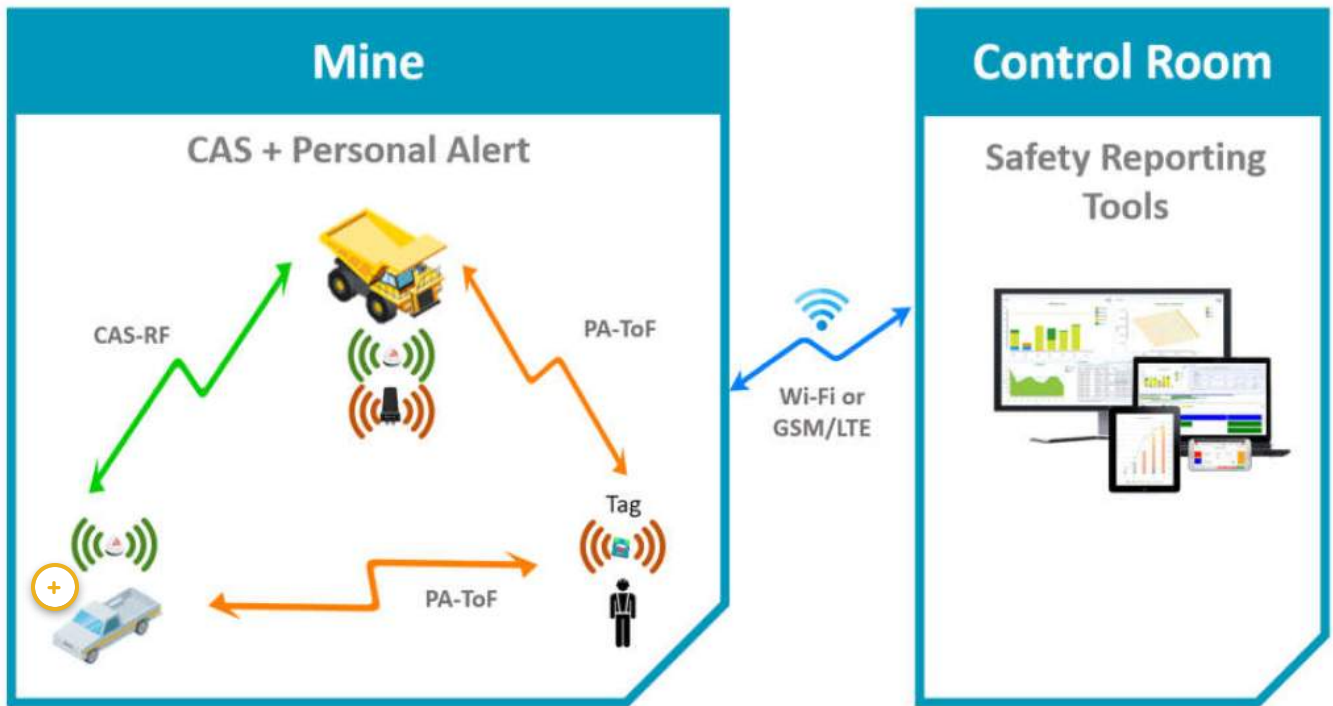 Mine
CAS + Personal Alert
CAS-RF
PA-ToF
Tag
PA-ToF
Wi-Fi or
GSM/LTE
Control Room
Safety Reporting
Tools